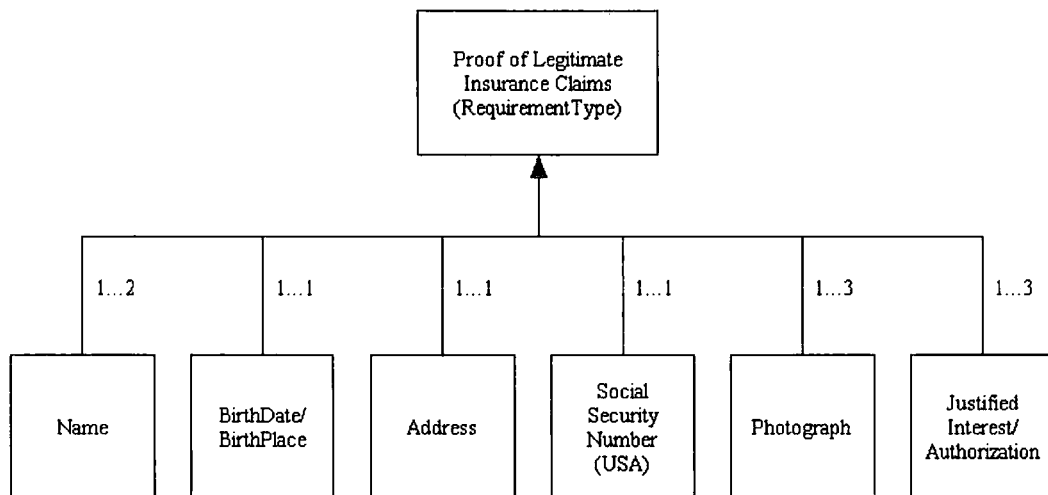 Proof of Legitimate
Insurance Claims
(RequirementType)
1...2
1...1
1...1
1...1
1...3
1...3
Name
BirthDate/
BirthPlace
Address
Social
Security
Number
(USA)
Photograph
Justified
Interest/
Authorization